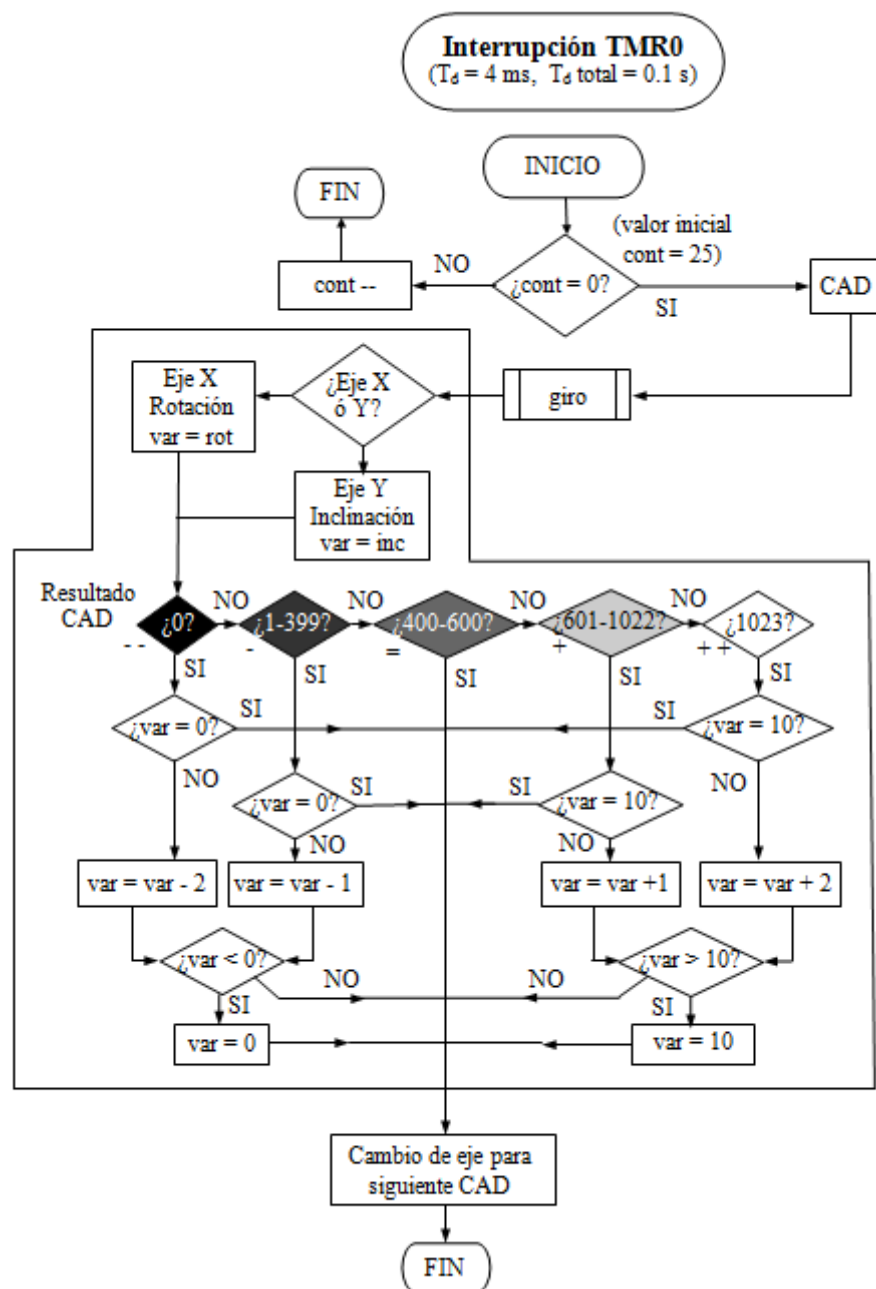 Interrupción TMR0
(Td = 4 ms, Td total = 0.1 s)
INICIO
FIN
(valor inicial
cont = 25)
NO
cont --
¿cont = 0?
SI
CAD
Eje X
Rotación
var = rot
¿Eje X
ó Y?
giro
Eje Y
Inclinación
var = inc
Resultado
CAD
¿0?
NO
¿1-399?
NO
¿400-600?
NO
¿601-1022?
NO
¿1023?
- -
-
=
+
+ +
SI
SI
SI
SI
SI
¿var = 0?
SI
SI
¿var = 10?
NO
NO
¿var = 0?
SI
SI
¿var = 10?
NO
NO
var = var - 2
var = var - 1
var = var +1
var = var + 2
¿var < 0?
NO
NO
¿var > 10?
SI
SI
var = 0
var = 10
Cambio de eje para
siguiente CAD
FIN